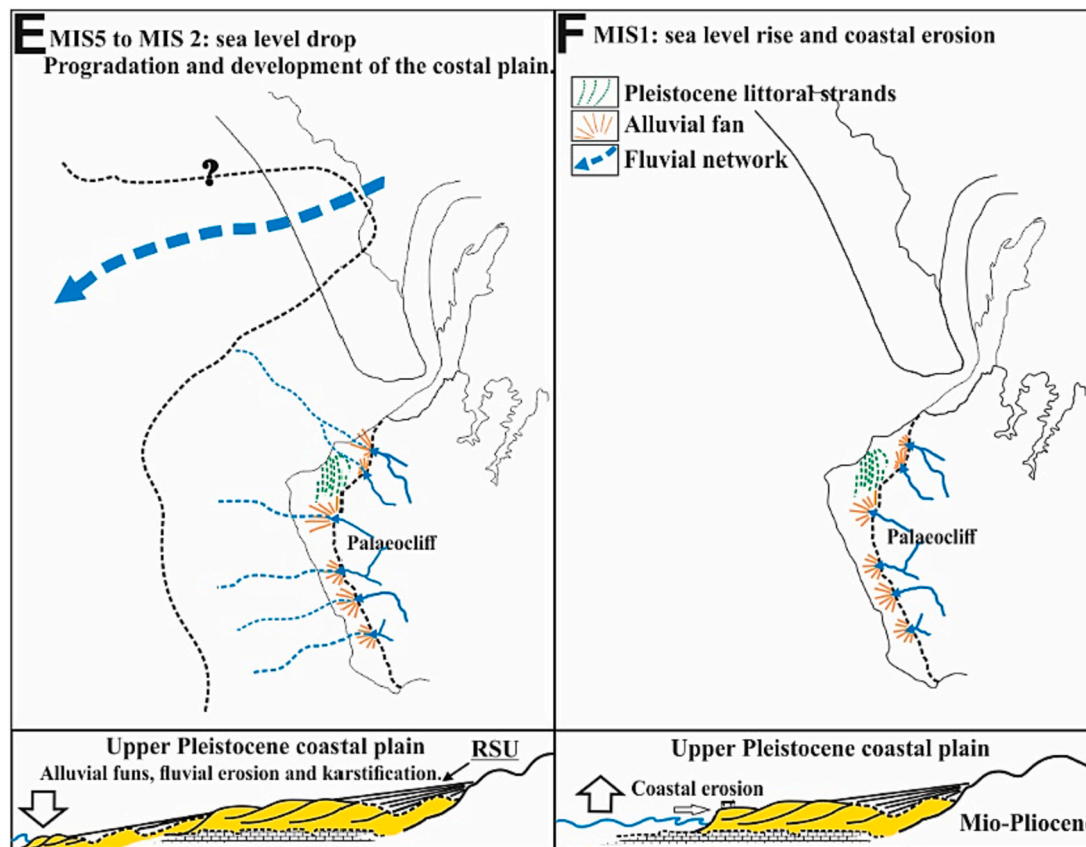 E MIS5 to MIS 2: sea level drop
Progradation and development of the costal plain.
?
Palaeocliff
Upper Pleistocene coastal plain
RSU
Alluvial funs, fluvial erosion and karstification.
F MIS1: sea level rise and coastal erosion
Pleistocene littoral strands
Alluvial fan
Fluvial network
Palaeocliff
Upper Pleistocene coastal plain
Coastal erosion
Mio-Pliocene